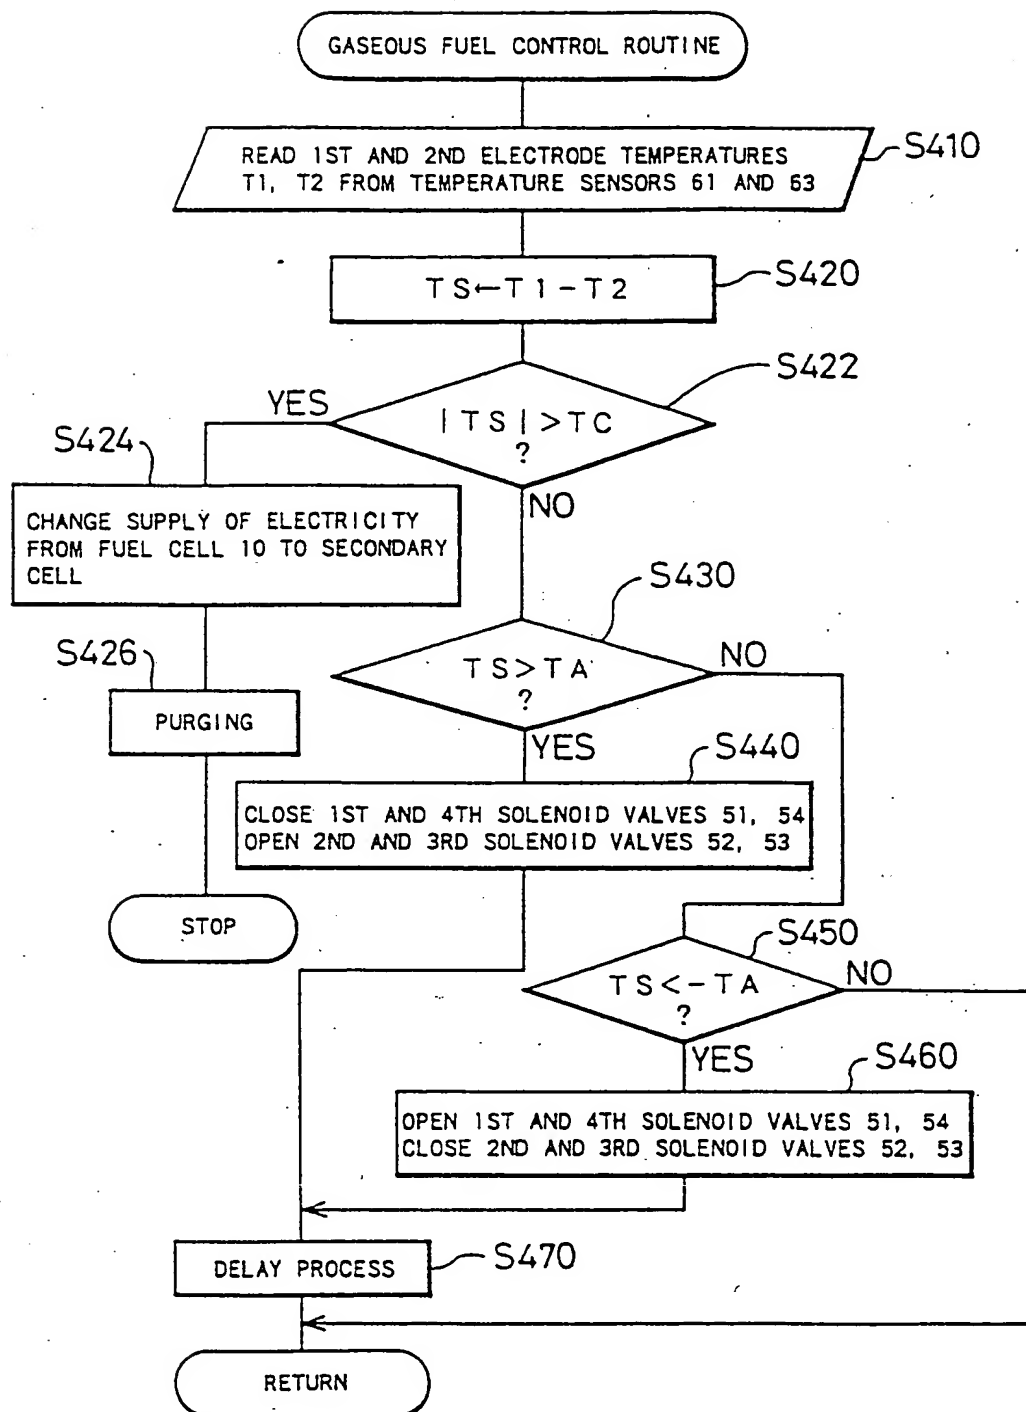 GASEOUS FUEL CONTROL ROUTINE
READ 1ST AND 2ND ELECTRODE TEMPERATURES
T1, T2 FROM TEMPERATURE SENSORS 61 AND 63
S410
TS←T1-T2
S420
S422
YES
|TS|>TC
?
NO
S424
CHANGE SUPPLY OF ELECTRICITY
FROM FUEL CELL 10 TO SECONDARY
CELL
S430
S426
TS>TA
?
NO
PURGING
YES
S440
CLOSE 1ST AND 4TH SOLENOID VALVES 51, 54
OPEN 2ND AND 3RD SOLENOID VALVES 52, 53
STOP
S450
TS<-TA
?
NO
YES
S460
OPEN 1ST AND 4TH SOLENOID VALVES 51, 54
CLOSE 2ND AND 3RD SOLENOID VALVES 52, 53
DELAY PROCESS
S470
RETURN